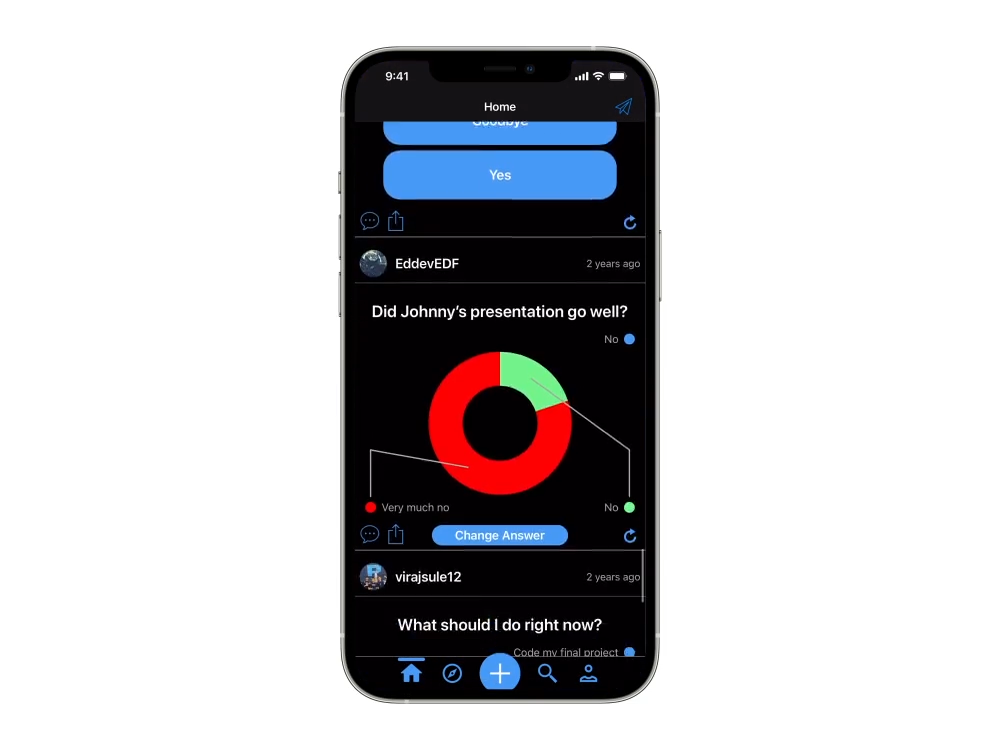 9:41
Home
Goodbye
Yes
EddevEDF
2 years ago
Did Johnny's presentation go well?
No
Very much no
No
Change Answer
virajsule12
2 years ago
What should I do right now?
Code my final project